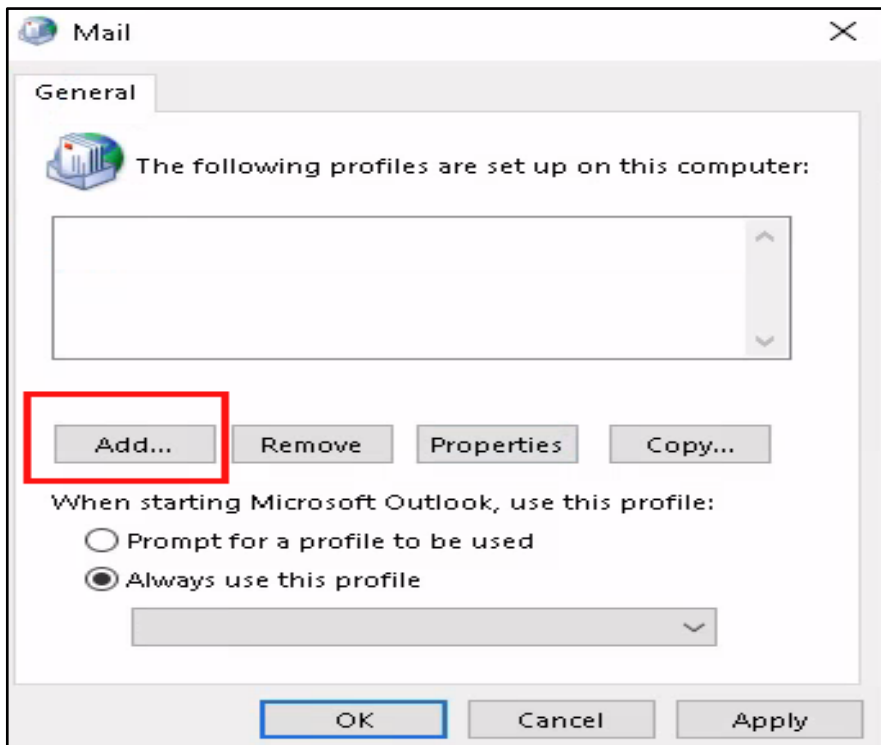 Mail
General
The following profiles are set up on this computer:
Add... Remove Properties Copy...
When starting Microsoft Outlook, use this profile:
Prompt for a profile to be used
Always use this profile
OK Cancel Apply